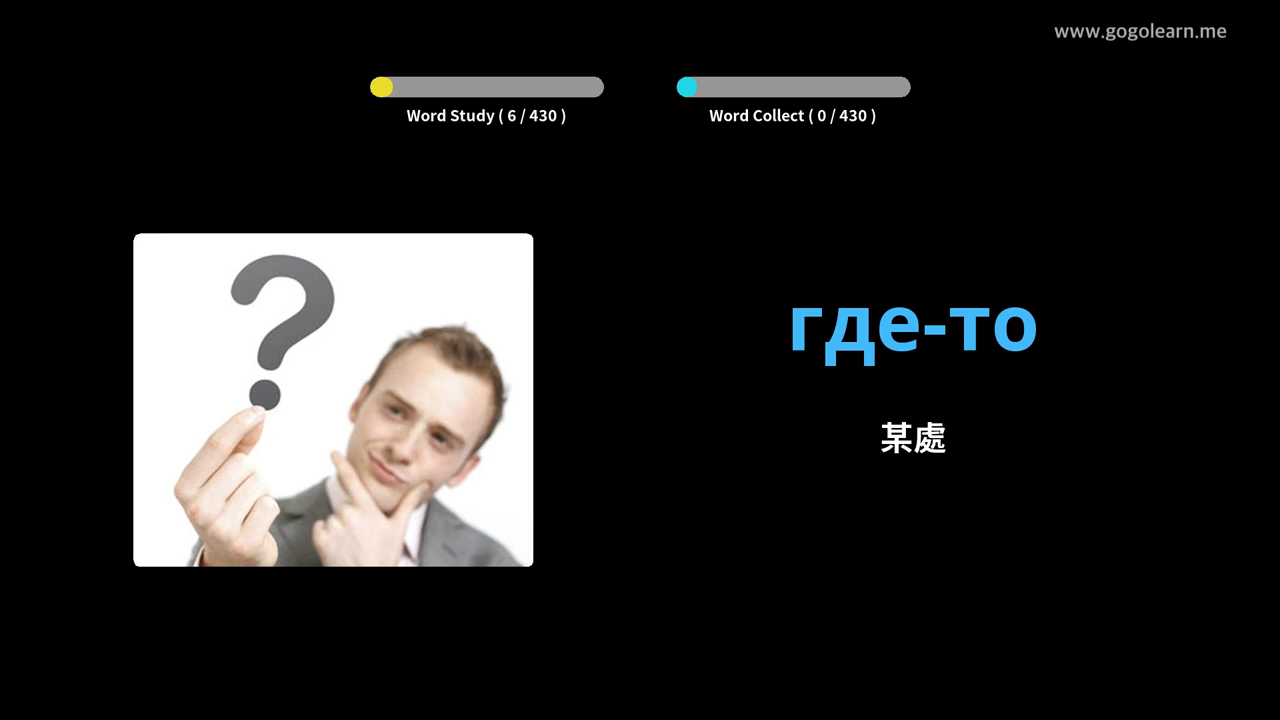 www.gogolearn.me
Word Study ( 6 / 430 )
Word Collect ( 0 / 430 )
?
где-то
某處